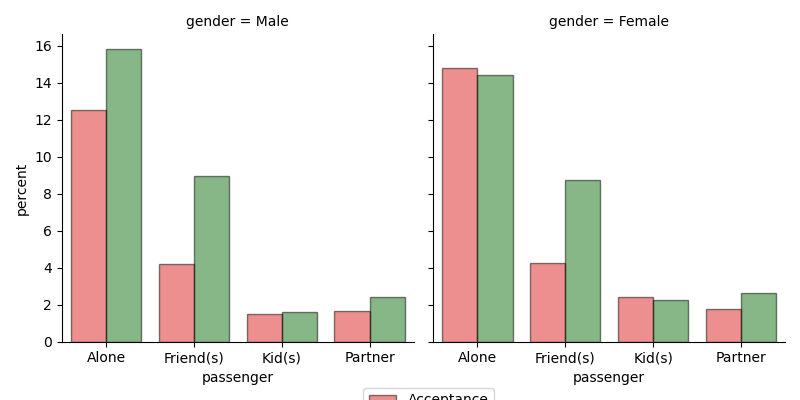 gender = Male
gender = Female
percent
16
14
12
10
8
6
4
2
0
Alone Friend(s) Kid(s) Partner
Alone Friend(s) Kid(s) Partner
passenger
passenger
Acceptance